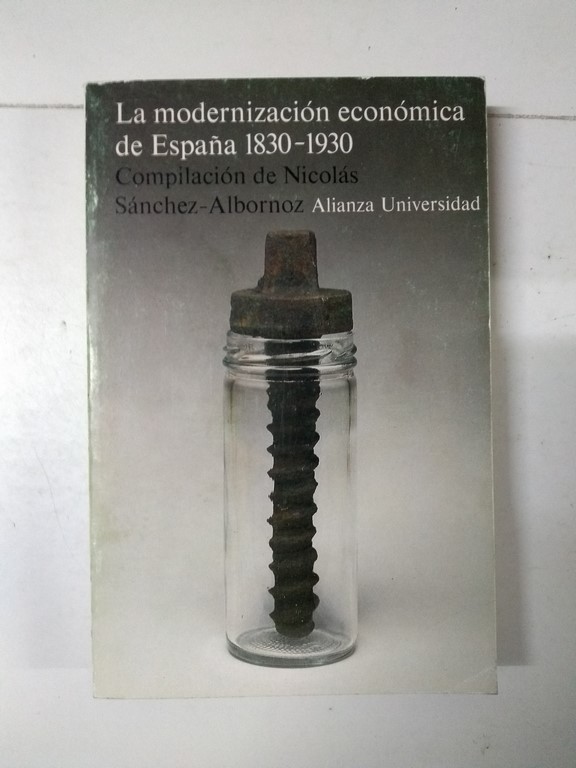 La modernización económica
de España 1830-1930
Compilación de Nicolás
Sánchez-Albornoz Alianza Universidad